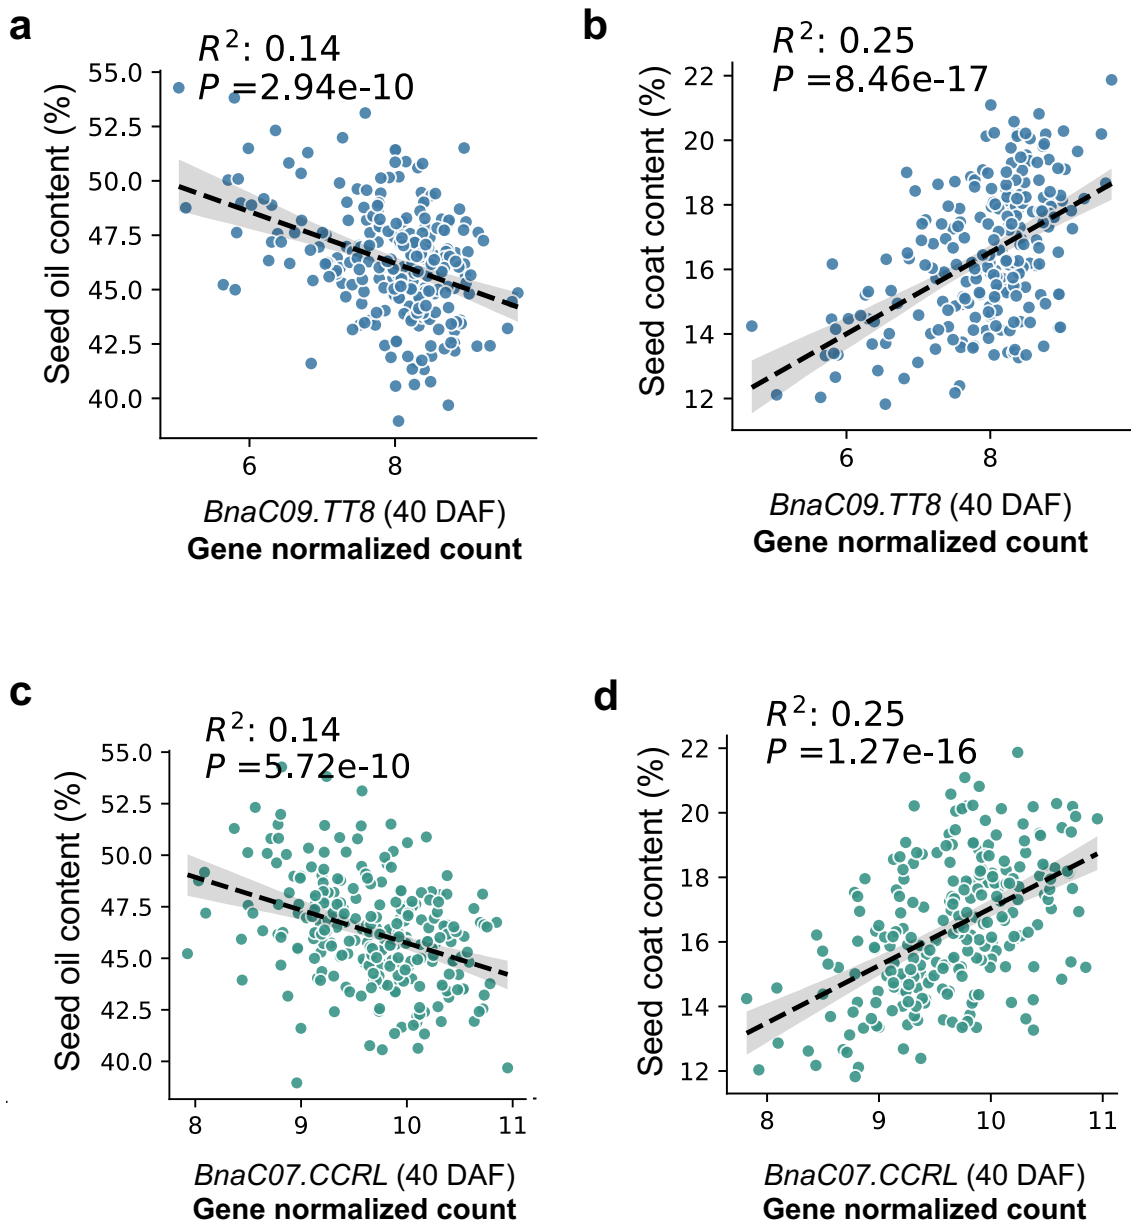 a
R²: 0.14
P =2.94e-10
55.0
52.5
50.0
47.5
45.0
42.5
40.0
Seed oil content (%)
6 8
BnaC09.TT8 (40 DAF)
Gene normalized count
b
R²: 0.25
P =8.46e-17
22
20
18
16
14
12
Seed coat content (%)
6 8
BnaC09.TT8 (40 DAF)
Gene normalized count
c
R²: 0.14
P =5.72e-10
55.0
52.5
50.0
47.5
45.0
42.5
40.0
Seed oil content (%)
8 9 10 11
BnaC07.CCRL (40 DAF)
Gene normalized count
d
R²: 0.25
P =1.27e-16
22
20
18
16
14
12
Seed coat content (%)
8 9 10 11
BnaC07.CCRL (40 DAF)
Gene normalized count